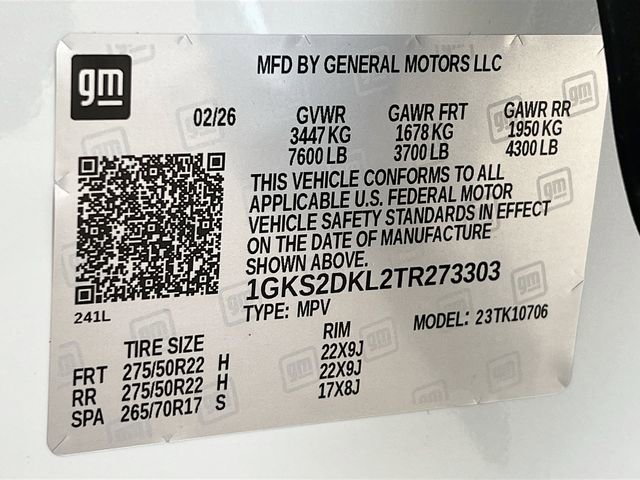 gm
MFD BY GENERAL MOTORS LLC
02/26 GVWR GAWR FRT GAWR RR
3447 KG 1678 KG 1950 KG
7600 LB 3700 LB 4300 LB
THIS VEHICLE CONFORMS TO ALL
APPLICABLE U.S. FEDERAL MOTOR
VEHICLE SAFETY STANDARDS IN EFFECT
ON THE DATE OF MANUFACTURE
SHOWN ABOVE.
1GKS2DKL2TR273303
TYPE: MPV MODEL: 23TK10706
241L
TIRE SIZE RIM
FRT 275/50R22 H 22X9J
RR 275/50R22 H 22X9J
SPA 265/70R17 S 17X8J